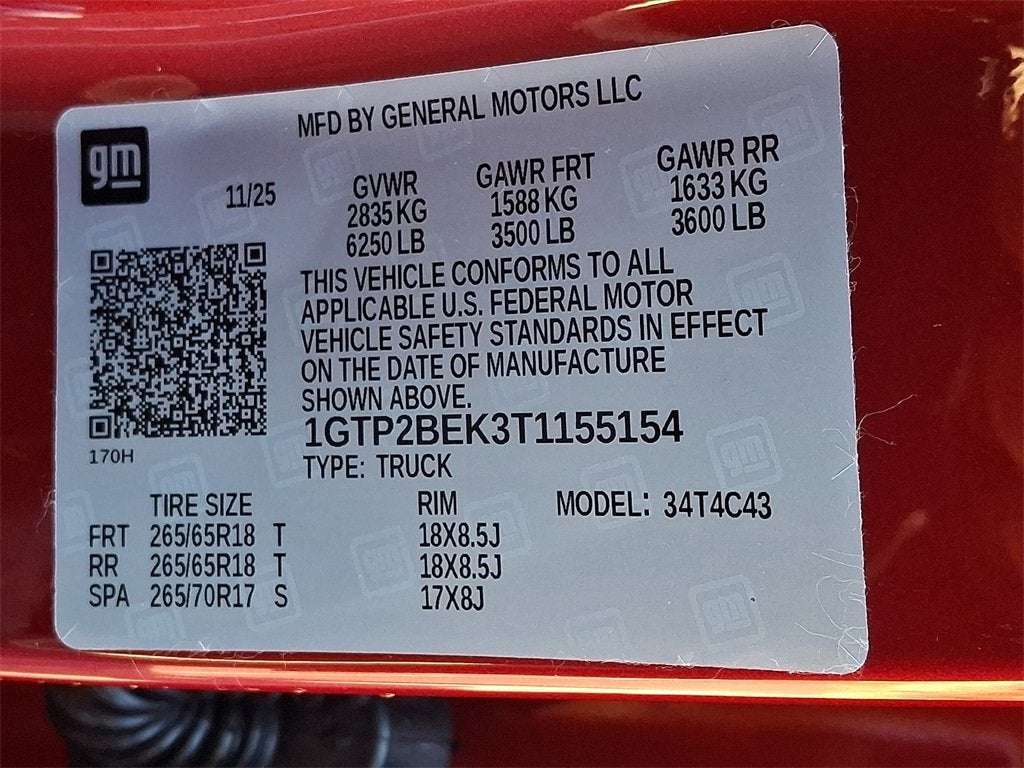 MFD BY GENERAL MOTORS LLC
gm
11/25
GVWR GAWR FRT GAWR RR
2835 KG 1588 KG 1633 KG
6250 LB 3500 LB 3600 LB
THIS VEHICLE CONFORMS TO ALL
APPLICABLE U.S. FEDERAL MOTOR
VEHICLE SAFETY STANDARDS IN EFFECT
ON THE DATE OF MANUFACTURE
SHOWN ABOVE.
1GTP2BEK3T1155154
170H
TYPE: TRUCK
TIRE SIZE RIM MODEL: 34T4C43
FRT 265/65R18 T 18X8.5J
RR 265/65R18 T 18X8.5J
SPA 265/70R17 S 17X8J